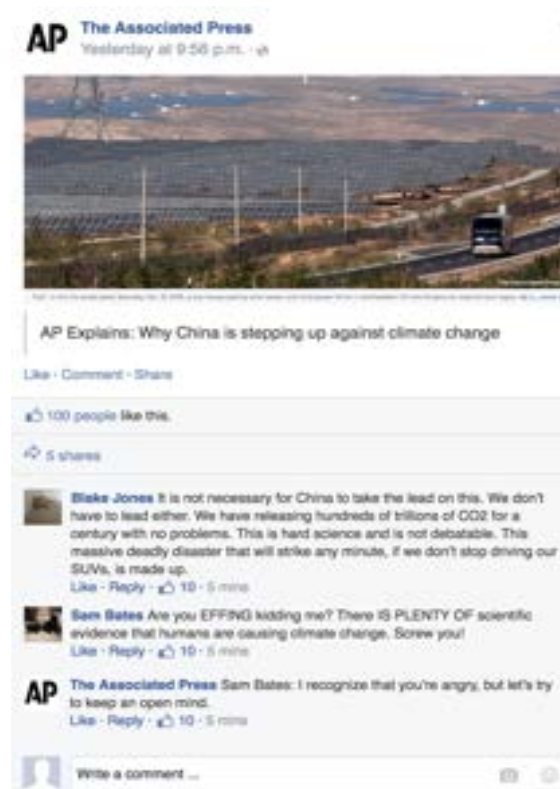 AP The Associated Press
Yesterday at 9:56 p.m.
AP Explains: Why China is stepping up against climate change
Like · Comment · Share
100 people like this.
5 shares
Blake Jones It is not necessary for China to take the lead on this. We don't
have to lead either. We have releasing hundreds of trillions of CO2 for a
century with no problems. This is hard science and is not debatable. This
massive deadly disaster that will strike any minute, if we don't stop driving our
SUVs, is made up.
Like · Reply · 10 · 5 mins
Sam Bates Are you EFFING kidding me? There IS PLENTY OF scientific
evidence that humans are causing climate change. Screw you!
Like · Reply · 10 · 5 mins
AP The Associated Press Sam Bates: I recognize that you're angry, but let's try
to keep an open mind.
Like · Reply · 10 · 5 mins
Write a comment ...